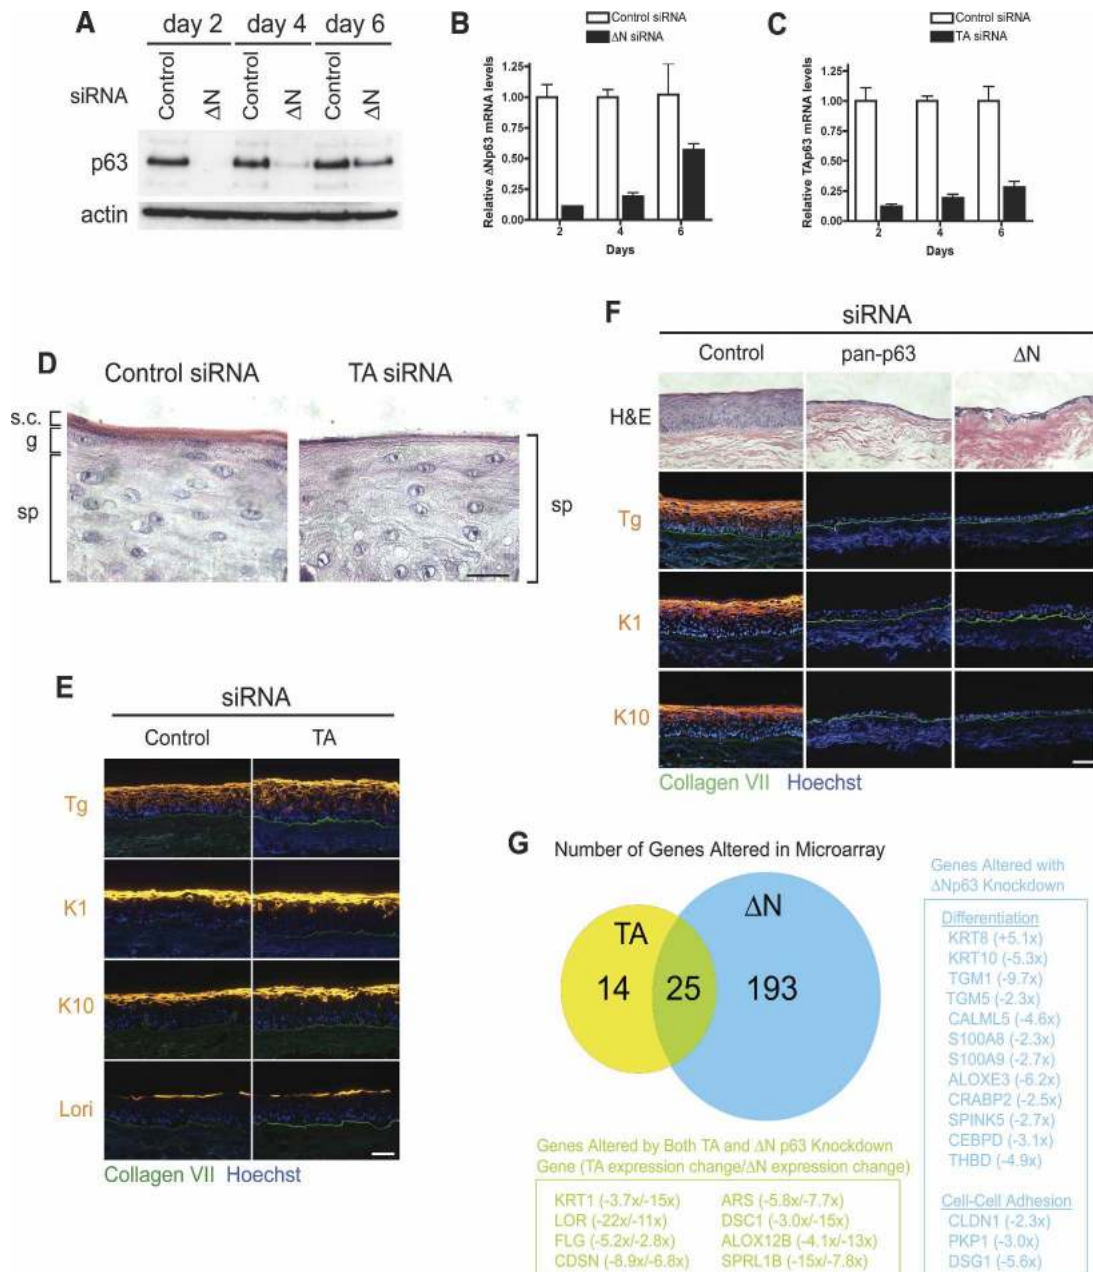 A
day 2 day 4 day 6
siRNA
Control ΔN Control ΔN Control ΔN
p63
actin
B
Control siRNA
ΔN siRNA
Relative ΔNp63 mRNA levels
1.25
1.00
0.75
0.50
0.25
0.00
2 4 6
Days
C
Control siRNA
TA siRNA
Relative TAp63 mRNA levels
1.25
1.00
0.75
0.50
0.25
0.00
2 4 6
Days
D
Control siRNA TA siRNA
s.c.
g
sp
sp
E
siRNA
Control TA
Tg
K1
K10
Lori
Collagen VII Hoechst
F
siRNA
Control pan-p63 ΔN
H&E
Tg
K1
K10
Collagen VII Hoechst
G
Number of Genes Altered in Microarray
TA
ΔN
14 25 193
Genes Altered by Both TA and ΔN p63 Knockdown
Gene (TA expression change/ΔN expression change)
KRT1 (-3.7x/-15x) ARS (-5.8x/-7.7x)
LOR (-22x/-11x) DSC1 (-3.0x/-15x)
FLG (-5.2x/-2.8x) ALOX12B (-4.1x/-13x)
CDSN (-8.9x/-6.8x) SPRL1B (-15x/-7.8x)
Genes Altered with
ΔNp63 Knockdown
Differentiation
KRT8 (+5.1x)
KRT10 (-5.3x)
TGM1 (-9.7x)
TGM5 (-2.3x)
CALML5 (-4.6x)
S100A8 (-2.3x)
S100A9 (-2.7x)
ALOXE3 (-6.2x)
CRABP2 (-2.5x)
SPINK5 (-2.7x)
CEBPD (-3.1x)
THBD (-4.9x)
Cell-Cell Adhesion
CLDN1 (-2.3x)
PKP1 (-3.0x)
DSG1 (-5.6x)